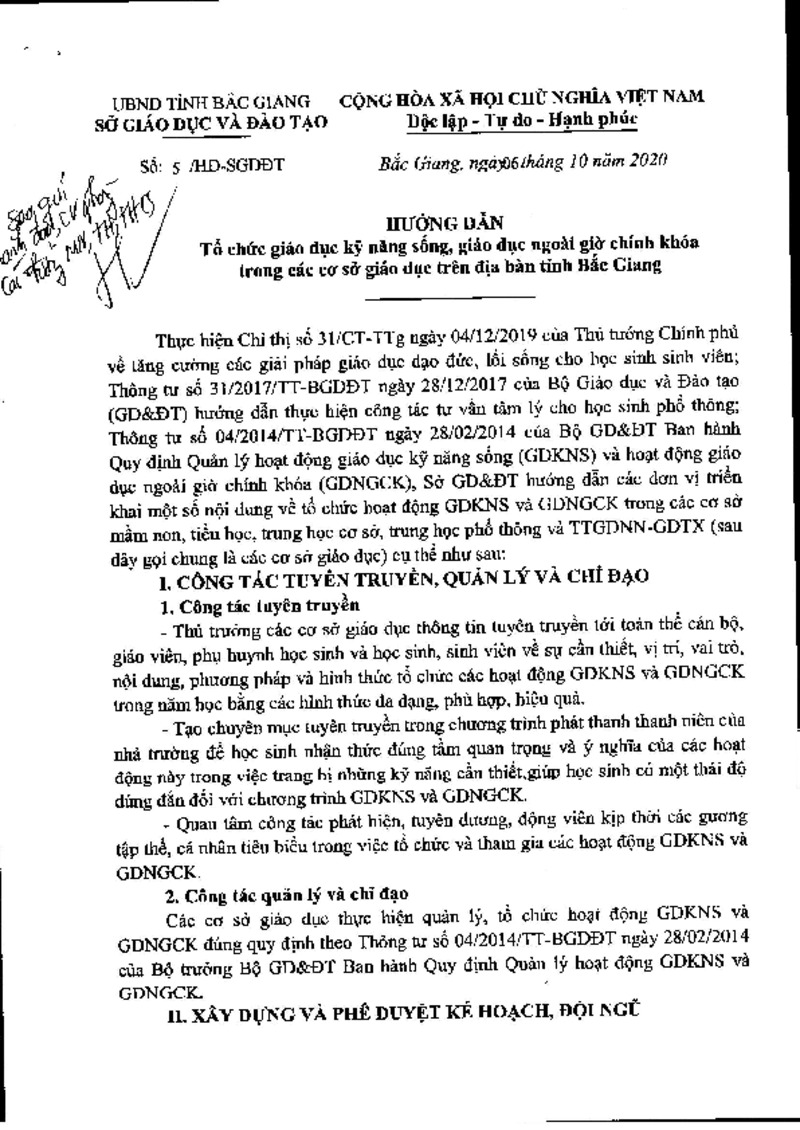 UBND TỈNH BẮC GIANG
SỞ GIÁO DỤC VÀ ĐÀO TẠO
CỘNG HÒA XÃ HỘI CHỦ NGHĨA VIỆT NAM
Độc lập - Tự do - Hạnh phúc
Số: 5 /HD-SGDĐT
Bắc Giang, ngày 06 tháng 10 năm 2020
HƯỚNG DẪN
Tổ chức giáo dục kỹ năng sống, giáo dục ngoài giờ chính khóa
trong các cơ sở giáo dục trên địa bàn tỉnh Bắc Giang
Thực hiện Chỉ thị số 31/CT-TTg ngày 04/12/2019 của Thủ tướng Chính phủ
về tăng cường các giải pháp giáo dục đạo đức, lối sống cho học sinh sinh viên;
Thông tư số 31/2017/TT-BGDĐT ngày 28/12/2017 của Bộ Giáo dục và Đào tạo
(GD&ĐT) hướng dẫn thực hiện công tác tư vấn tâm lý cho học sinh phổ thông;
Thông tư số 04/2014/TT-BGDĐT ngày 28/02/2014 của Bộ GD&ĐT Ban hành
Quy định Quản lý hoạt động giáo dục kỹ năng sống (GDKNS) và hoạt động giáo
dục ngoài giờ chính khóa (GDNGCK), Sở GD&ĐT hướng dẫn các đơn vị triển
khai một số nội dung về tổ chức hoạt động GDKNS và GDNGCK trong các cơ sở
mầm non, tiểu học, trung học cơ sở, trung học phổ thông và TTGDNN-GDTX (sau
đây gọi chung là các cơ sở giáo dục) cụ thể như sau:
I. CÔNG TÁC TUYÊN TRUYỀN, QUẢN LÝ VÀ CHỈ ĐẠO
1. Công tác tuyên truyền
- Thủ trưởng các cơ sở giáo dục thông tin tuyên truyền tới toàn thể cán bộ,
giáo viên, phụ huynh học sinh và học sinh, sinh viên về sự cần thiết, vị trí, vai trò,
nội dung, phương pháp và hình thức tổ chức các hoạt động GDKNS và GDNGCK
trong năm học bằng các hình thức đa dạng, phù hợp, hiệu quả.
- Tạo chuyên mục tuyên truyền trong chương trình phát thanh thanh niên của
nhà trường để học sinh nhận thức đúng tầm quan trọng và ý nghĩa của các hoạt
động này trong việc trang bị những kỹ năng cần thiết,giúp học sinh có một thái độ
đúng đắn đối với chương trình GDKNS và GDNGCK.
- Quan tâm công tác phát hiện, tuyên dương, động viên kịp thời các gương
tập thể, cá nhân tiêu biểu trong việc tổ chức và tham gia các hoạt động GDKNS và
GDNGCK.
2. Công tác quản lý và chỉ đạo
Các cơ sở giáo dục thực hiện quản lý, tổ chức hoạt động GDKNS và
GDNGCK đúng quy định theo Thông tư số 04/2014/TT-BGDĐT ngày 28/02/2014
của Bộ trưởng Bộ GD&ĐT Ban hành Quy định Quản lý hoạt động GDKNS và
GDNGCK.
II. XÂY DỰNG VÀ PHÊ DUYỆT KẾ HOẠCH, ĐỘI NGŨ